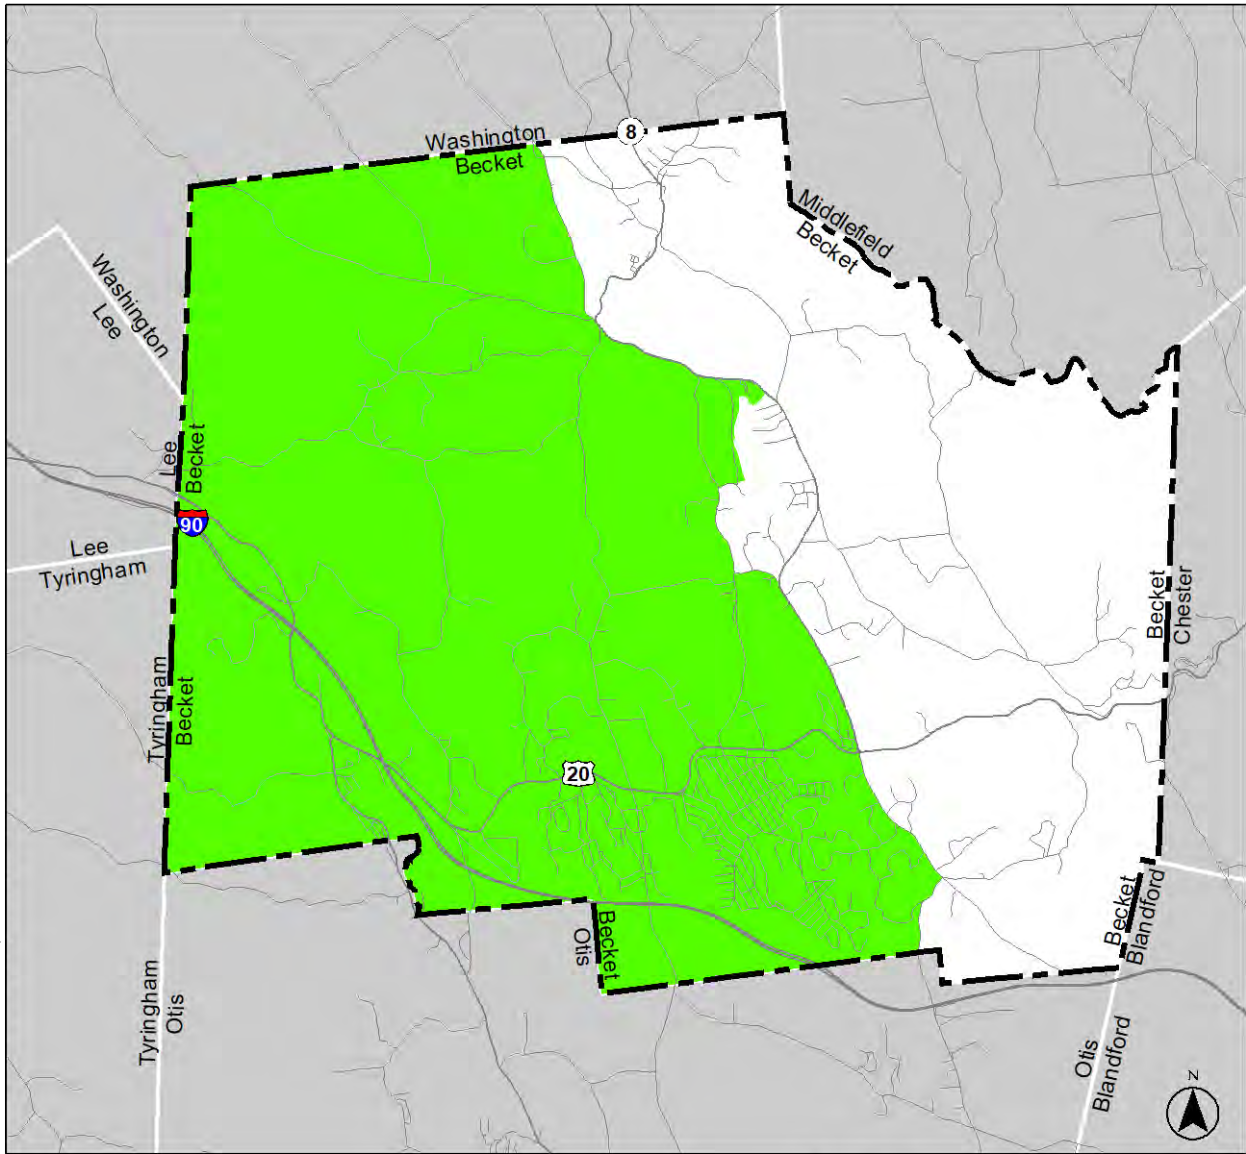 8
Washington
Becket
Middlefield
Becket
Washington
Lee
Lee
Becket
90
Lee
Tyringham
Becket
Chester
Tyringham
Becket
20
Becket
Blandford
Otis
Becket
Tyringham
Otis
Otis
Blandford
N